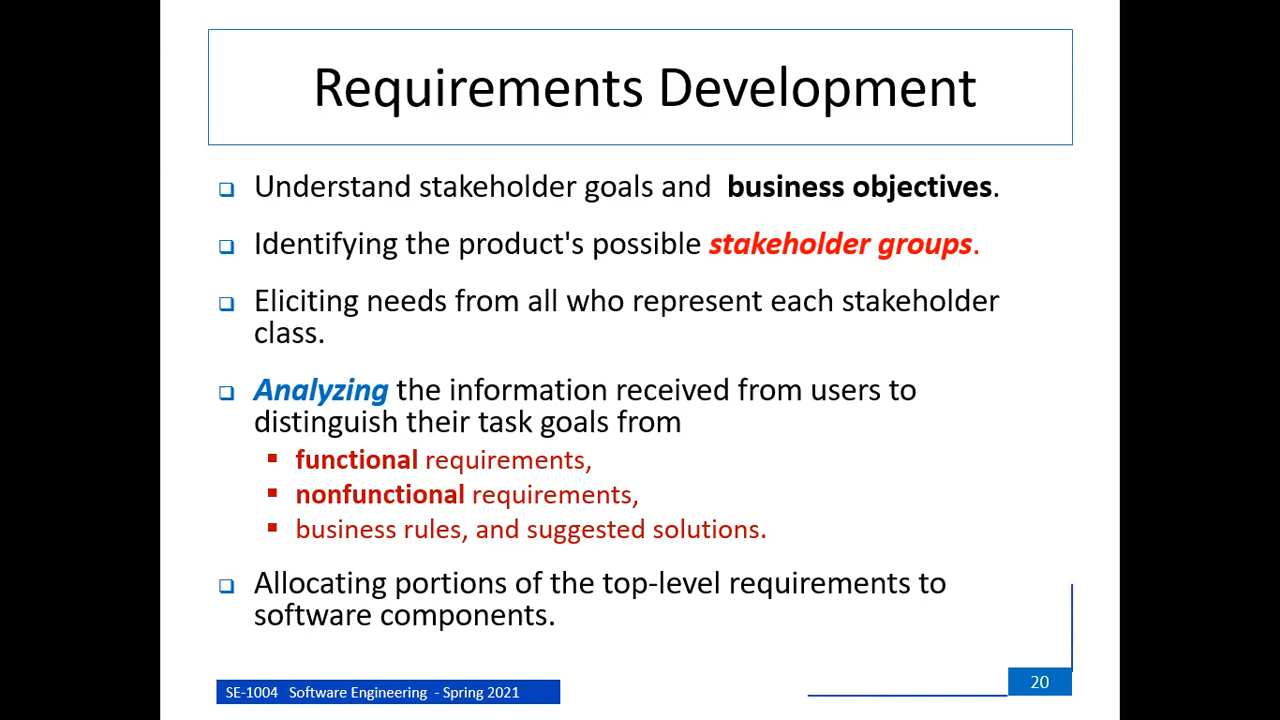 Requirements Development
Understand stakeholder goals and business objectives.
Identifying the product's possible stakeholder groups.
Eliciting needs from all who represent each stakeholder
class.
Analyzing the information received from users to
distinguish their task goals from
functional requirements,
nonfunctional requirements,
business rules, and suggested solutions.
Allocating portions of the top-level requirements to
software components.
SE-1004 Software Engineering - Spring 2021
20